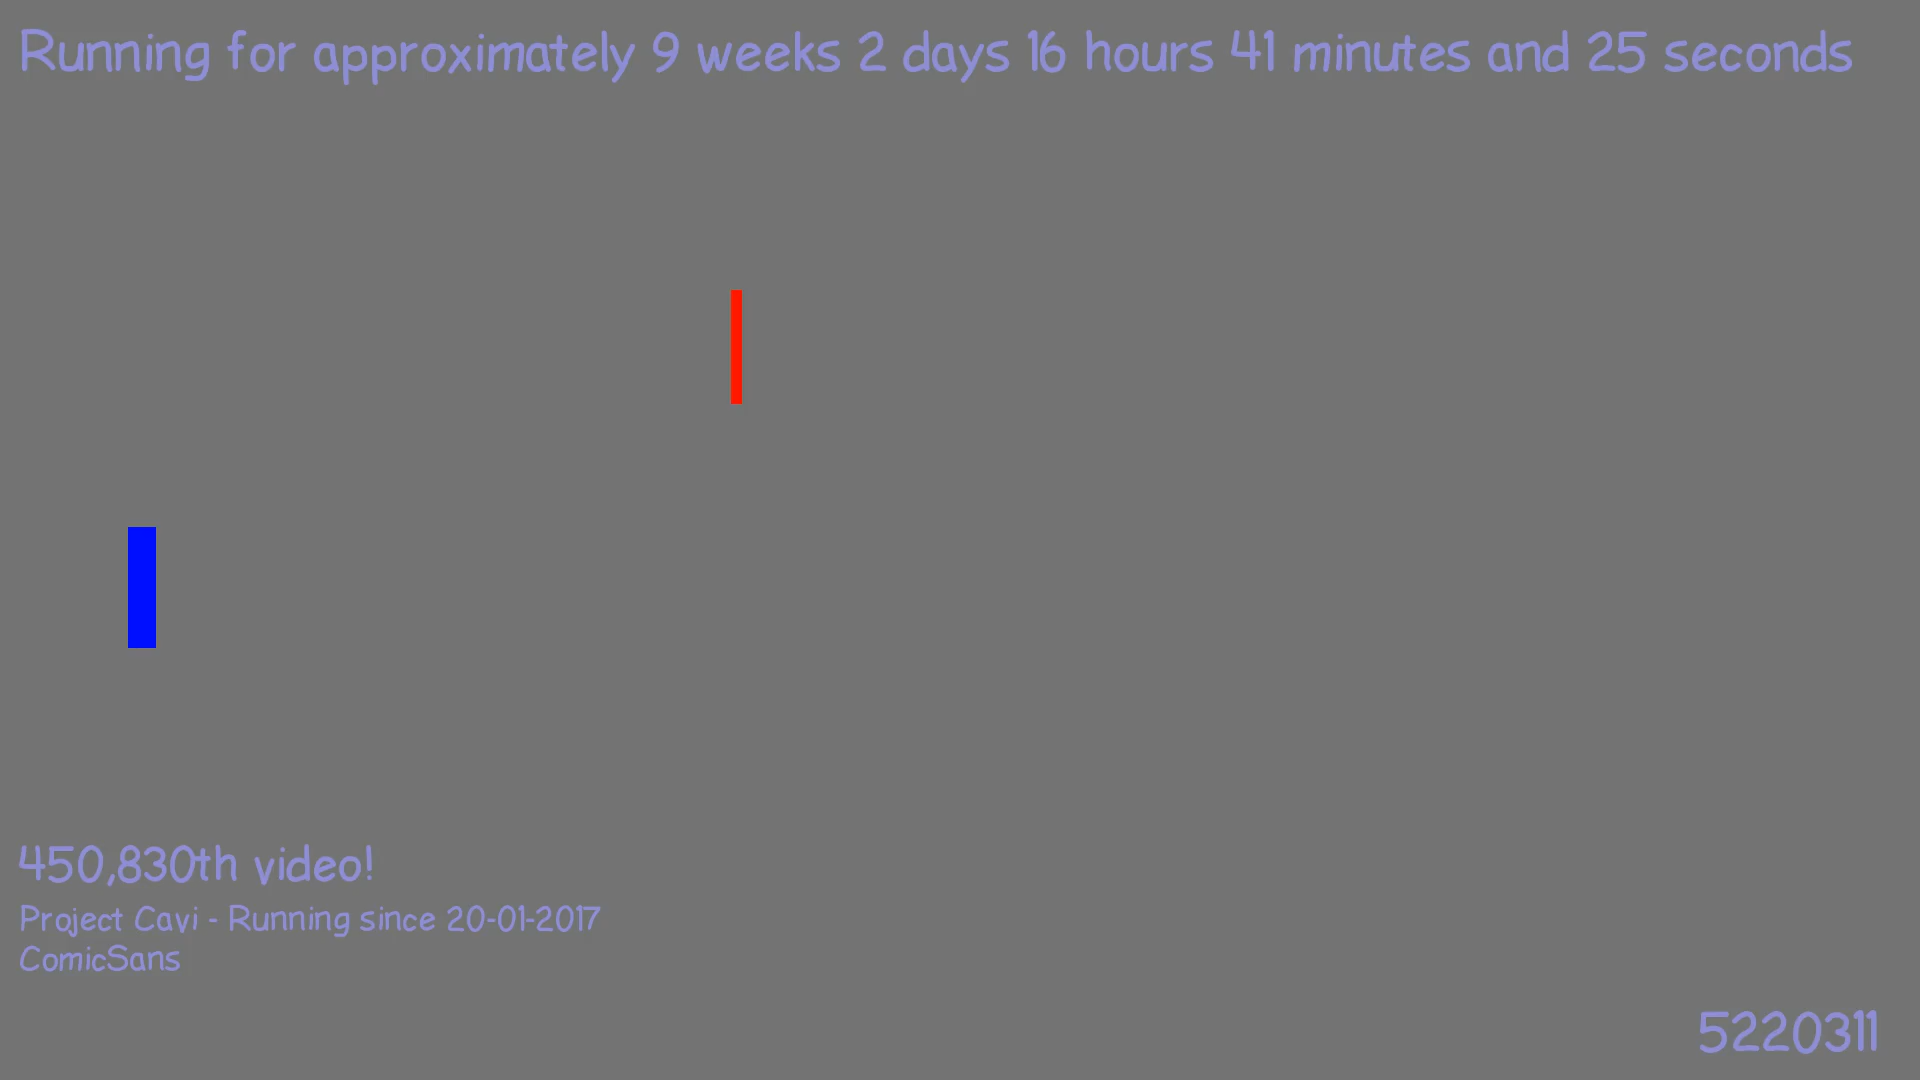 Running for approximately 9 weeks 2 days 16 hours 41 minutes and 25 seconds
450,830th video!
Project Cavi - Running since 20-01-2017
ComicSans
5220311